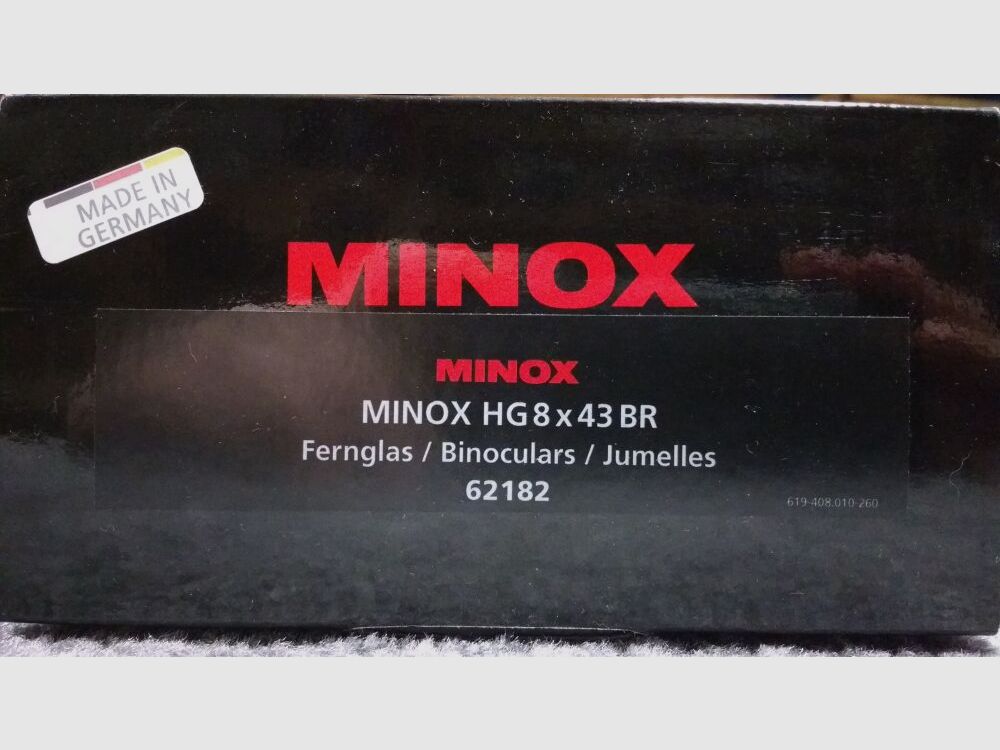 MADE IN
GERMANY
MINOX
MINOX
MINOX HG 8 x 43 BR
Fernglas / Binoculars / Jumelles
62182
619-408.010-260